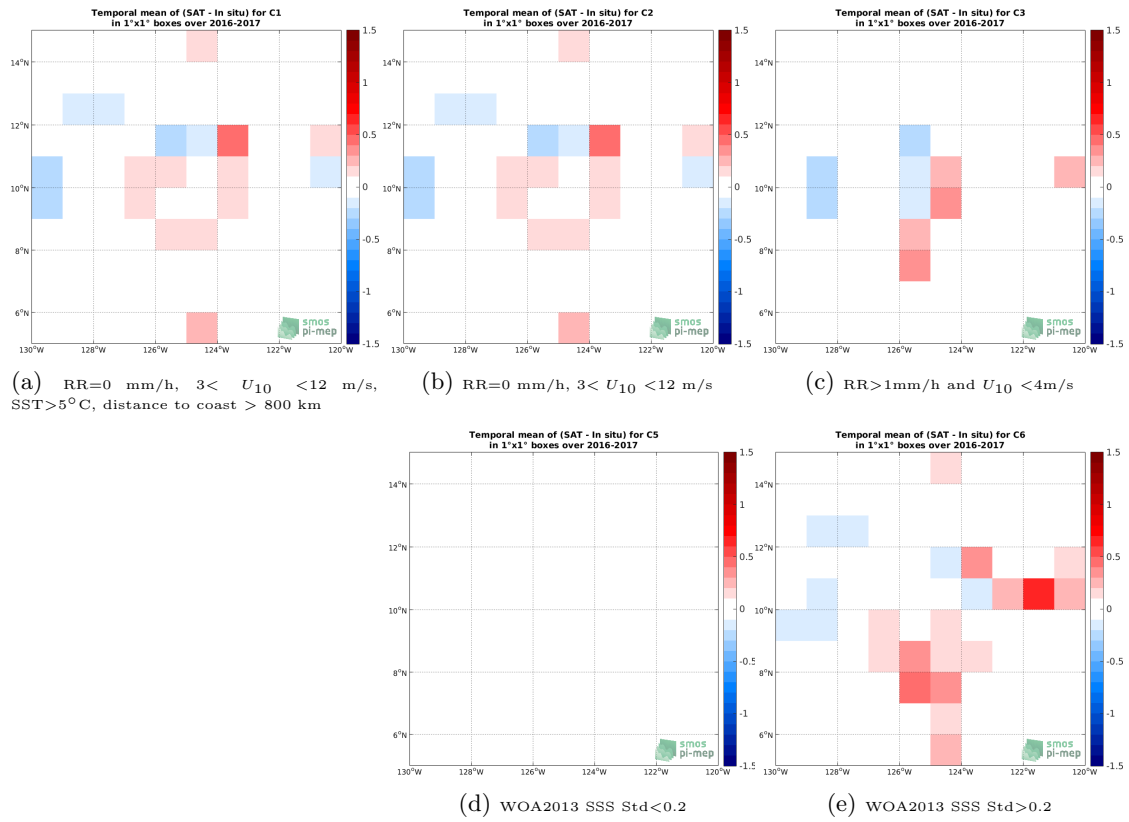 Temporal mean of (SAT - In situ) for C1
in 1°x1° boxes over 2016-2017
14°N
12°N
10°N
8°N
6°N
130°W
128°W
126°W
124°W
122°W
120°W
1.5
1
0.5
0
-0.5
-1
-1.5
smos
pi-mep
(a) RR=0 mm/h, 3< U10 <12 m/s,
SST>5°C, distance to coast > 800 km
Temporal mean of (SAT - In situ) for C2
in 1°x1° boxes over 2016-2017
14°N
12°N
10°N
8°N
6°N
130°W
128°W
126°W
124°W
122°W
120°W
1.5
1
0.5
0
-0.5
-1
-1.5
smos
pi-mep
(b) RR=0 mm/h, 3< U10 <12 m/s
Temporal mean of (SAT - In situ) for C3
in 1°x1° boxes over 2016-2017
14°N
12°N
10°N
8°N
6°N
130°W
128°W
126°W
124°W
122°W
120°W
1.5
1
0.5
0
-0.5
-1
-1.5
smos
pi-mep
(c) RR>1mm/h and U10 <4m/s
Temporal mean of (SAT - In situ) for C5
in 1°x1° boxes over 2016-2017
14°N
12°N
10°N
8°N
6°N
130°W
128°W
126°W
124°W
122°W
120°W
1.5
1
0.5
0
-0.5
-1
-1.5
smos
pi-mep
(d) WOA2013 SSS Std<0.2
Temporal mean of (SAT - In situ) for C6
in 1°x1° boxes over 2016-2017
14°N
12°N
10°N
8°N
6°N
130°W
128°W
126°W
124°W
122°W
120°W
1.5
1
0.5
0
-0.5
-1
-1.5
smos
pi-mep
(e) WOA2013 SSS Std>0.2